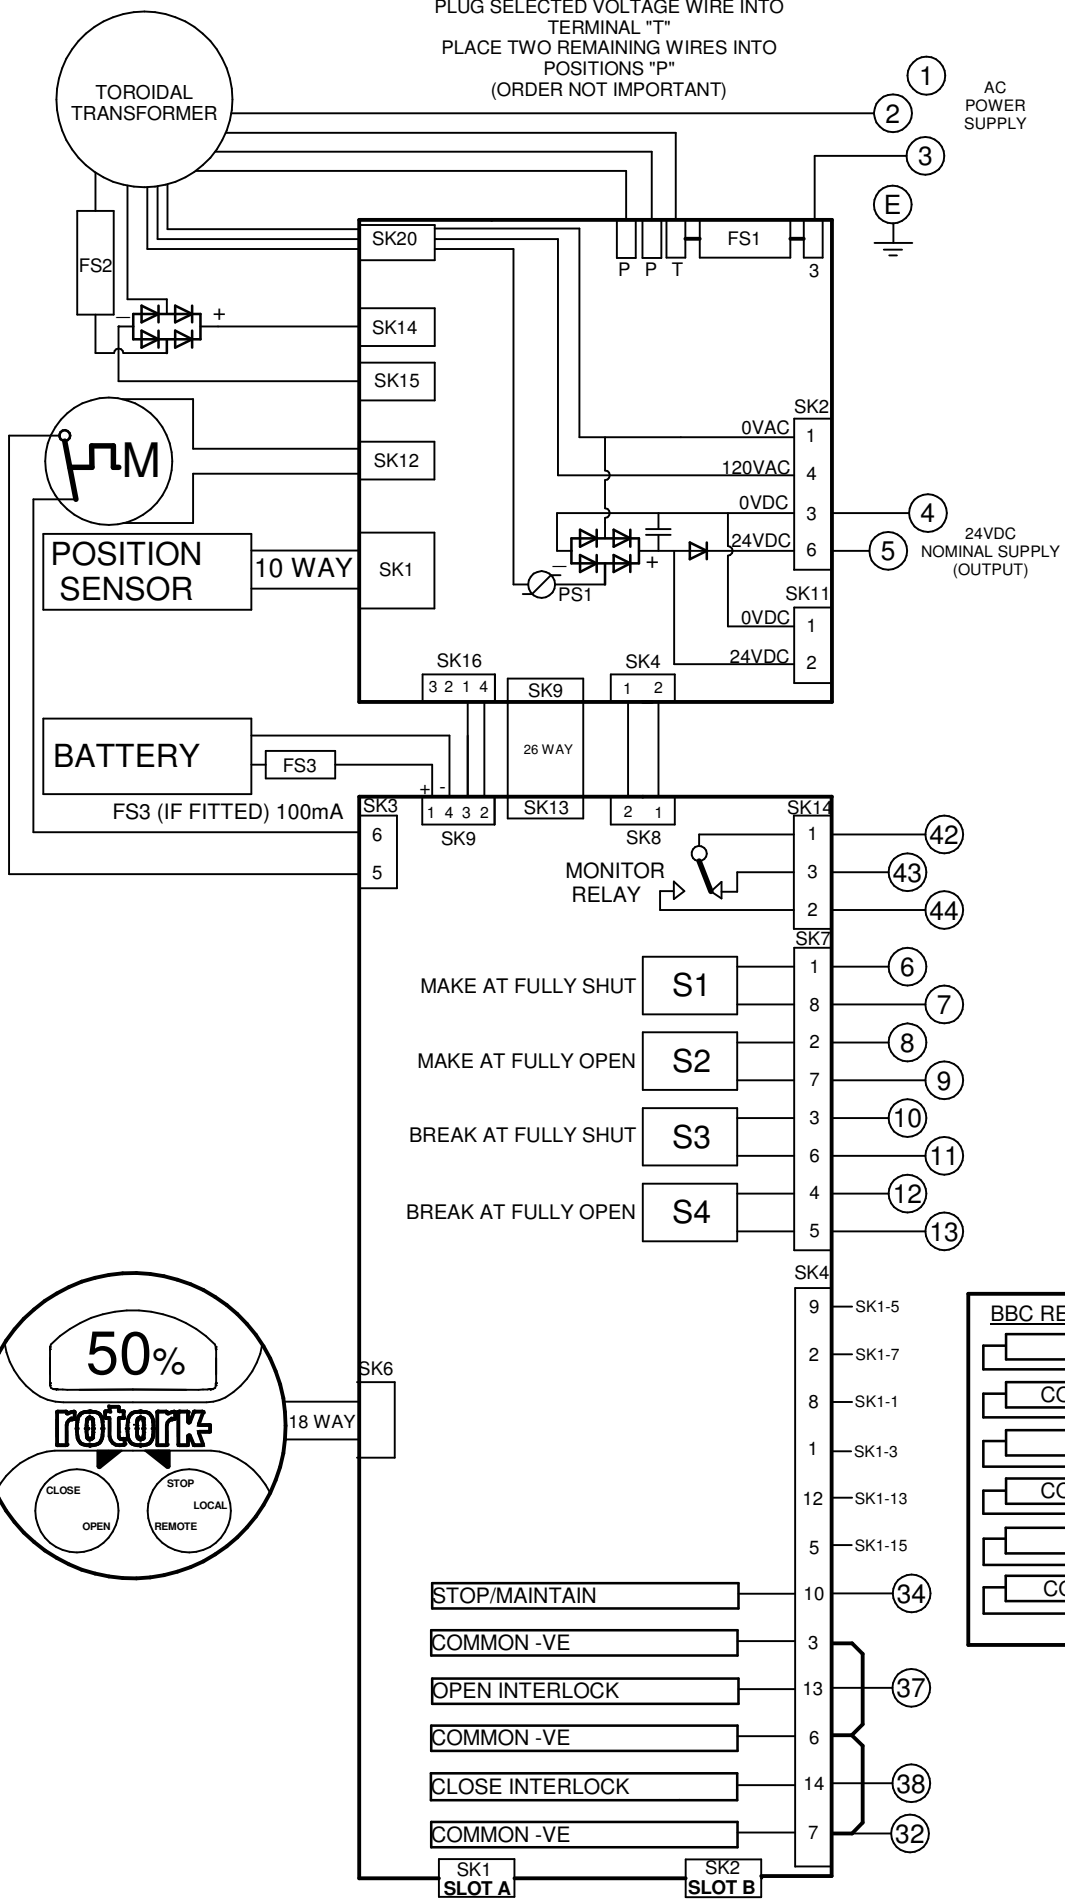 PLUG SELECTED VOLTAGE WIRE INTO
TERMINAL "T"
PLACE TWO REMAINING WIRES INTO
POSITIONS "P"
(ORDER NOT IMPORTANT)
TOROIDAL
TRANSFORMER
1
2
3
E
AC
POWER
SUPPLY
FS2
SK20
P P T
FS1
3
- +
SK14
SK15
SK12
M
POSITION
SENSOR
10 WAY
SK1
SK2
0VAC 1
120VAC 4
0VDC 3
24VDC 6
4
5
24VDC
NOMINAL SUPPLY
(OUTPUT)
- +
PS1
SK11
0VDC 1
24VDC 2
SK16
3 2 1 4
SK9
SK4
1 2
26 WAY
BATTERY
FS3
FS3 (IF FITTED) 100mA
+ -
SK3
6
5
1 4 3 2
SK9
SK13
2 1
SK8
SK14
MONITOR
RELAY
1 42
3 43
2 44
SK7
MAKE AT FULLY SHUT S1
1 6
8 7
MAKE AT FULLY OPEN S2
2 8
7 9
BREAK AT FULLY SHUT S3
3 10
6 11
BREAK AT FULLY OPEN S4
4 12
5 13
SK4
9 SK1-5
2 SK1-7
8 SK1-1
1 SK1-3
12 SK1-13
5 SK1-15
50%
rotork
CLOSE
OPEN
STOP
LOCAL
REMOTE
18 WAY
SK6
BBC RE
CO
CO
CO
STOP/MAINTAIN 10 34
COMMON -VE 3
OPEN INTERLOCK 13 37
COMMON -VE 6
CLOSE INTERLOCK 14 38
COMMON -VE 7 32
SK1
SLOT A
SK2
SLOT B